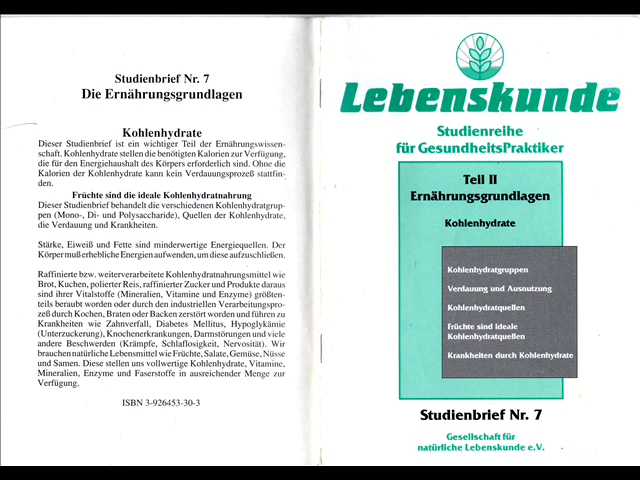 Studienbrief Nr. 7
Die Ernährungsgrundlagen
Kohlenhydrate
Dieser Studienbrief ist ein wichtiger Teil der Ernährungswissen-
schaft. Kohlenhydrate stellen die benötigten Kalorien zur Verfügung,
die für den Energiehaushalt des Körpers erforderlich sind. Ohne die
Kalorien der Kohlenhydrate kann kein Verdauungsprozeß stattfin-
den.
Früchte sind die ideale Kohlenhydratnahrung
Dieser Studienbrief behandelt die verschiedenen Kohlenhydratgrup-
pen (Mono-, Di- und Polysaccharide), Quellen der Kohlenhydrate,
die Verdauung und Krankheiten.
Stärke, Eiweiß und Fette sind minderwertige Energiequellen. Der
Körper muß erhebliche Energien aufwenden, um diese aufzuschließen.
Raffinierte bzw. weiterverarbeitete Kohlenhydratnahrungsmittel wie
Brot, Kuchen, polierter Reis, raffinierter Zucker und Produkte daraus
sind ihrer Vitalstoffe (Mineralien, Vitamine und Enzyme) größten-
teils beraubt worden oder durch den industriellen Verarbeitungspro-
zeß durch Kochen, Braten oder Backen zerstört worden und führen zu
Krankheiten wie Zahnverfall, Diabetes Mellitus, Hypoglykämie
(Unterzuckerung), Knochenerkrankungen, Darmstörungen und viele
andere Beschwerden (Krämpfe, Schlaflosigkeit, Nervosität). Wir
brauchen natürliche Lebensmittel wie Früchte, Salate, Gemüse, Nüsse
und Samen. Diese stellen uns vollwertige Kohlenhydrate, Vitamine,
Mineralien, Enzyme und Faserstoffe in ausreichender Menge zur
Verfügung.
ISBN 3-926453-30-3
Lebenskunde
Studienreihe
für GesundheitsPraktiker
Teil II
Ernährungsgrundlagen
Kohlenhydrate
Kohlenhydratgruppen
Verdauung und Ausnutzung
Kohlenhydratquellen
Früchte sind ideale
Kohlenhydratquellen
Krankheiten durch Kohlenhydrate
Studienbrief Nr. 7
Gesellschaft für
natürliche Lebenskunde e.V.